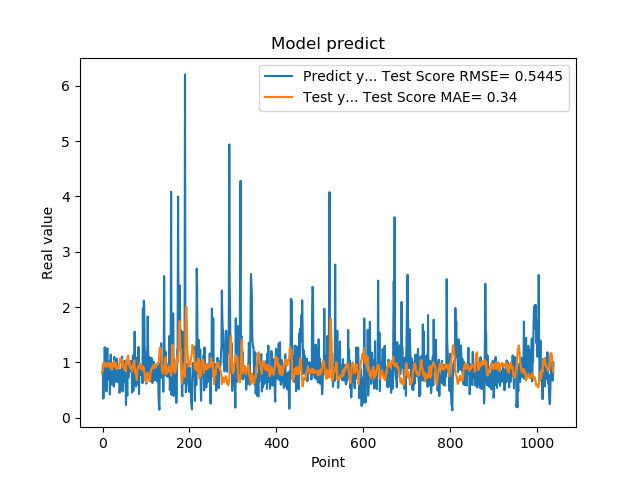 Model predict
Predict y... Test Score RMSE= 0.5445
Test y... Test Score MAE= 0.34
Real value
6
5
4
3
2
1
0
0 200 400 600 800 1000
Point